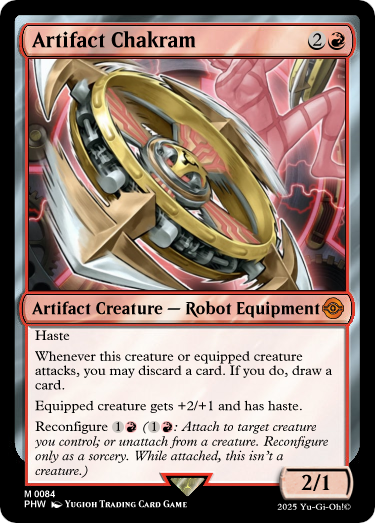 Artifact Chakram 2
Artifact Creature — Robot Equipment
Haste
Whenever this creature or equipped creature
attacks, you may discard a card. If you do, draw a
card.
Equipped creature gets +2/+1 and has haste.
Reconfigure 1 (1: Attach to target creature
you control; or unattach from a creature. Reconfigure
only as a sorcery. While attached, this isn't a
creature.)
2/1
M 0084
PHW Yugioh Trading Card Game
2025 Yu-Gi-Oh!©